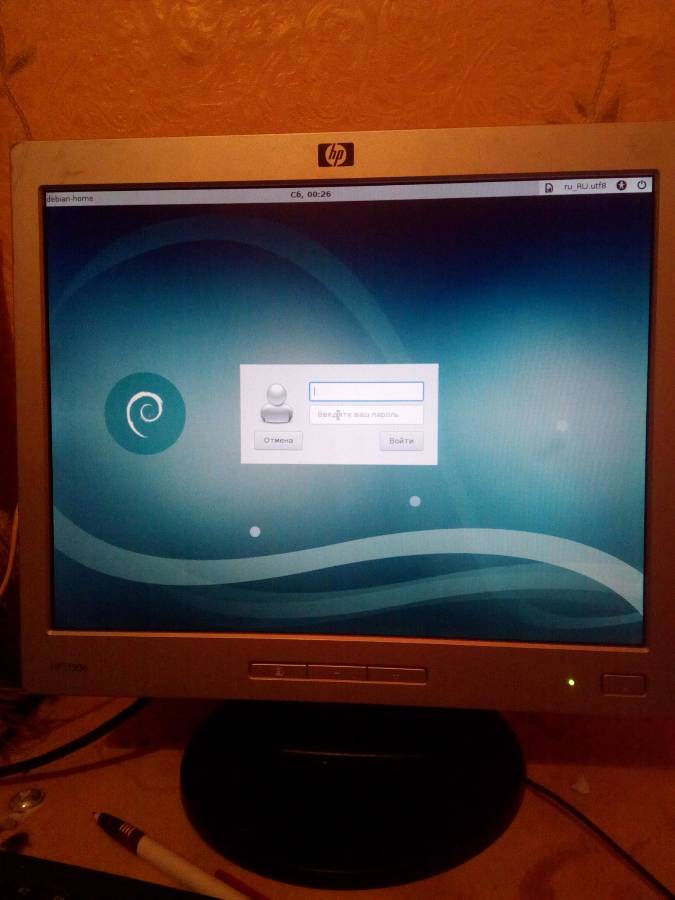 hp
debian-home
Сб, 00:26
ru_RU.utf8
Введите ваш пароль
Отмена
Войти